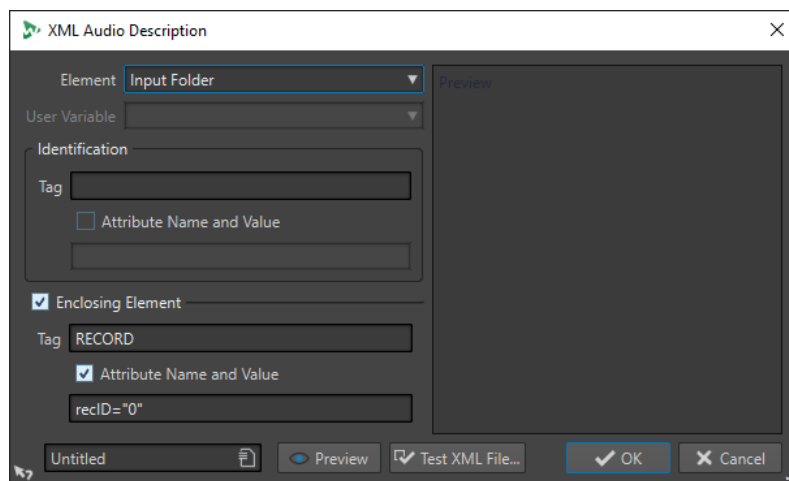 XML Audio Description
Element Input Folder
Preview
User Variable
Identification
Tag
Attribute Name and Value
Enclosing Element
Tag RECORD
Attribute Name and Value
recID="0"
Untitled Preview Test XML File... OK Cancel